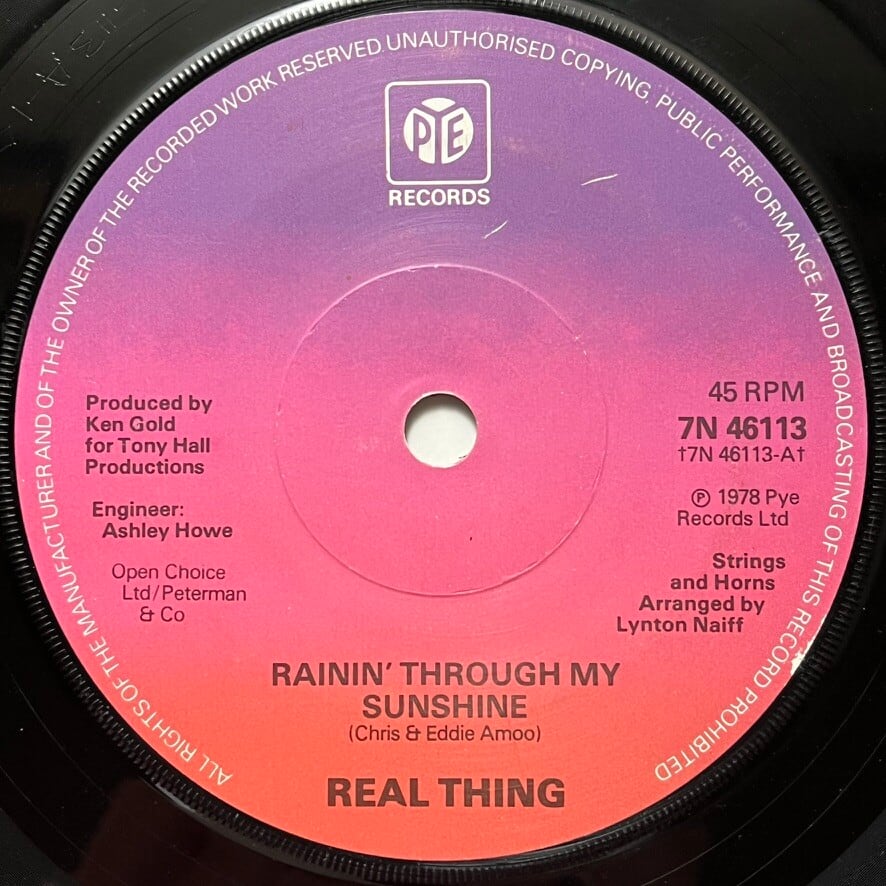 ALL RIGHTS OF THE MANUFACTURER AND OF THE OWNER OF THE RECORDED WORK RESERVED. UNAUTHORISED COPYING, PUBLIC PERFORMANCE AND BROADCASTING OF THIS RECORD PROHIBITED
PYE
RECORDS
Produced by
Ken Gold
for Tony Hall
Productions
Engineer:
Ashley Howe
Open Choice
Ltd/Peterman
& Co
45 RPM
7N 46113
†7N 46113-A†
℗ 1978 Pye
Records Ltd
Strings
and Horns
Arranged by
Lynton Naiff
RAININ' THROUGH MY
SUNSHINE
(Chris & Eddie Amoo)
REAL THING